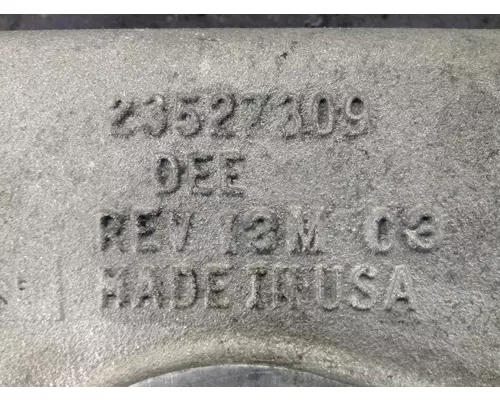 23527309
DEE
REV 13M 03
MADE IN USA